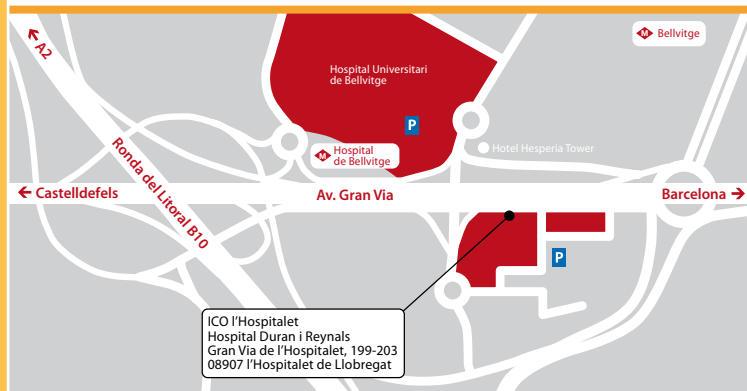 M Bellvitge
A2
Hospital Universitari
de Bellvitge
P
M Hospital
de Bellvitge
Hotel Hesperia Tower
Ronda del Litoral B10
← Castelldefels
Av. Gran Via
Barcelona →
P
ICO l’Hospitalet
Hospital Duran i Reynals
Gran Via de l’Hospitalet, 199-203
08907 l’Hospitalet de Llobregat